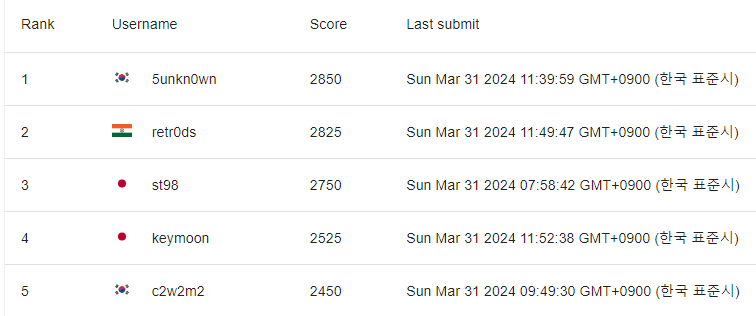 Rank Username Score Last submit
1 5unkn0wn 2850 Sun Mar 31 2024 11:39:59 GMT+0900 (한국 표준시)
2 retr0ds 2825 Sun Mar 31 2024 11:49:47 GMT+0900 (한국 표준시)
3 st98 2750 Sun Mar 31 2024 07:58:42 GMT+0900 (한국 표준시)
4 keymoon 2525 Sun Mar 31 2024 11:52:38 GMT+0900 (한국 표준시)
5 c2w2m2 2450 Sun Mar 31 2024 09:49:30 GMT+0900 (한국 표준시)